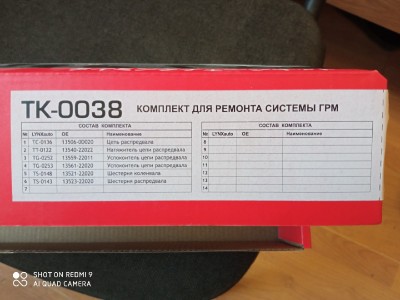 TK-0038 КОМПЛЕКТ ДЛЯ РЕМОНТА СИСТЕМЫ ГРМ
СОСТАВ КОМПЛЕКТА
№ LYNXauto OE Наименование
1 TC-0136 13506-0D020 Цепь распредвала
2 TT-0122 13540-22022 Натяжитель цепи распредвала
3 TG-0252 13559-22011 Успокоитель цепи распредвала
4 TG-0253 13561-22020 Успокоитель цепи распредвала
5 TS-0148 13521-22020 Шестерня коленвала
6 TS-0143 13523-22020 Шестерня распредвала
7
СОСТАВ КОМПЛЕКТА
№ LYNXauto OE Наименование
8
9
10
11
12
13
14
SHOT ON REDMI 9
AI QUAD CAMERA